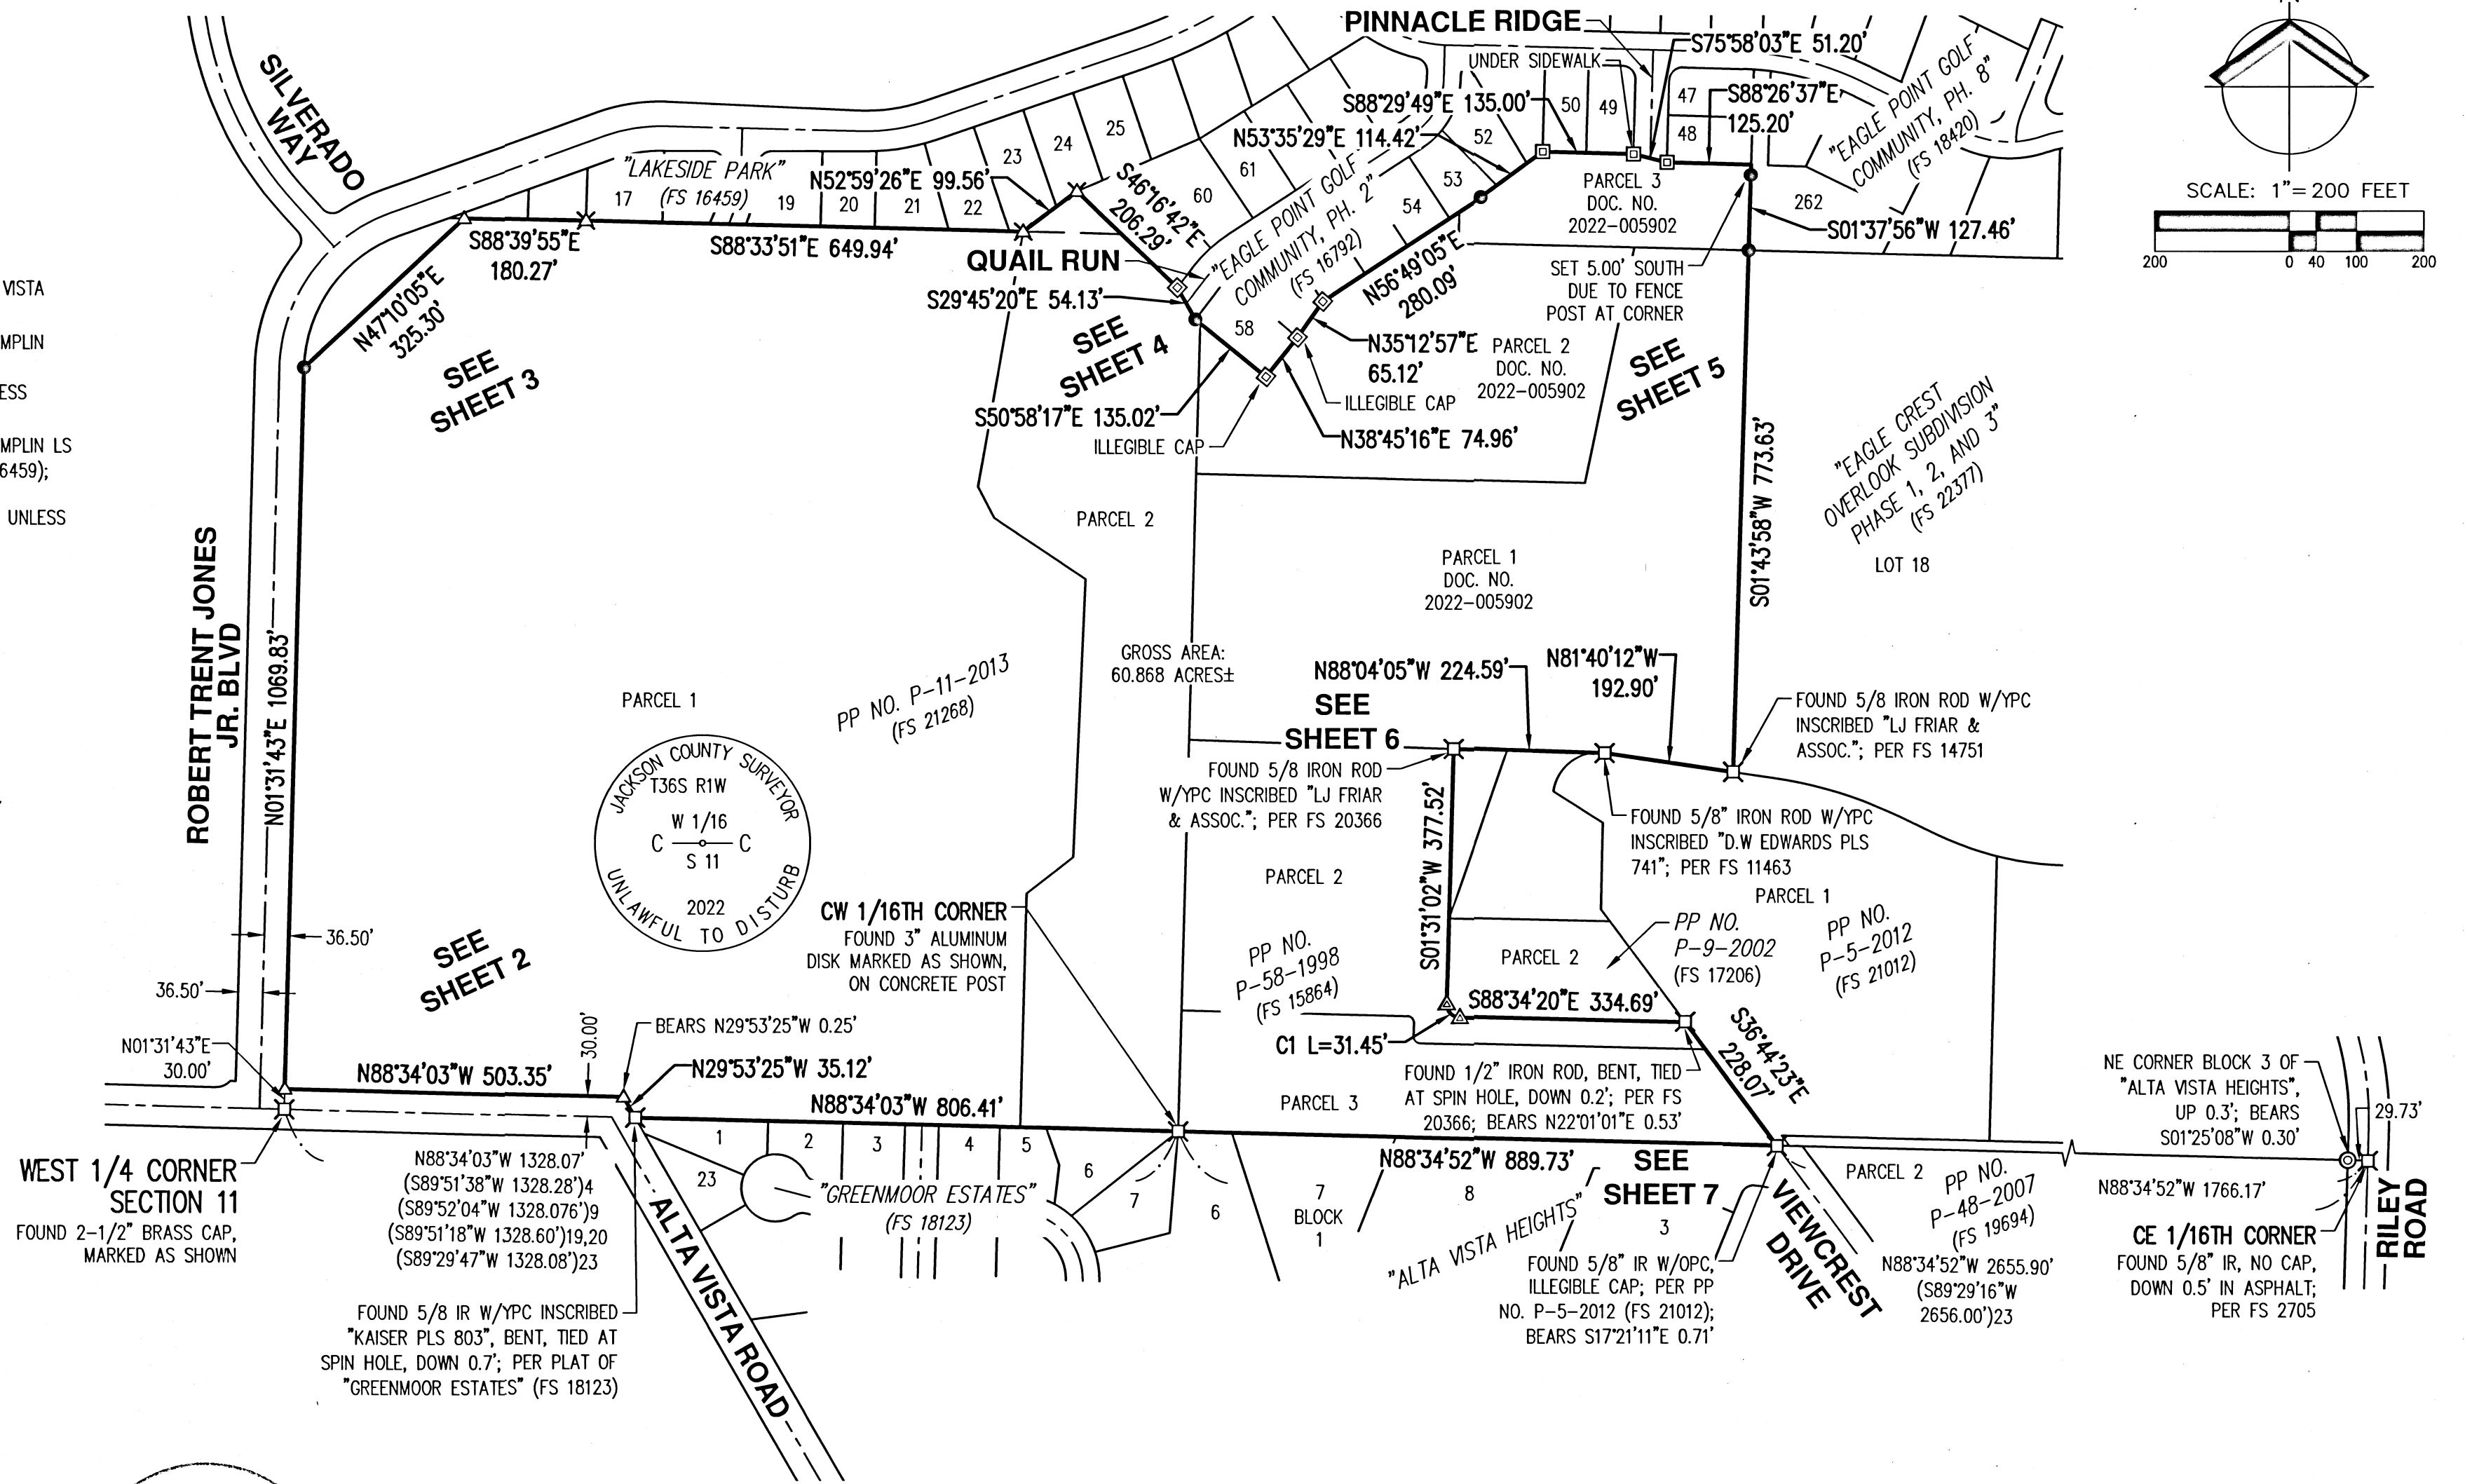 PINNACLE RIDGE
S75°58'03"E 51.20'
UNDER SIDEWALK
SILVERADO
WAY
S88°29'49"E 135.00'
50
49
47
48
S88°26'37"E
125.20'
"EAGLE POINT GOLF
COMMUNITY, PH. 8"
(FS 18420)
SCALE: 1"= 200 FEET
200
0
40
100
200
N53°35'29"E 114.42'
52
23
24
25
"LAKESIDE PARK"
(FS 16459)
N52°59'26"E 99.56'
S46°16'42"E
206.29'
60
61
53
54
17
19
20
21
22
PARCEL 3
DOC. NO.
2022-005902
262
S01°37'56"W 127.46'
S88°39'55"E
180.27'
S88°33'51"E 649.94'
QUAIL RUN
"EAGLE POINT GOLF
COMMUNITY, PH. 2"
(FS 16792)
N56°49'05"E
280.09'
SET 5.00' SOUTH
DUE TO FENCE
POST AT CORNER
S29°45'20"E 54.13'
VISTA
MPLIN
ESS
MPLIN LS
6459);
UNLESS
N47°10'05"E
325.30'
SEE
SHEET 3
SEE
SHEET 4
58
N35°12'57"E
65.12'
PARCEL 2
DOC. NO.
2022-005902
SEE
SHEET 5
ILLEGIBLE CAP
S50°58'17"E 135.02'
ILLEGIBLE CAP
N38°45'16"E 74.96'
S01°43'58"W 773.63'
"EAGLE CREST
OVERLOOK SUBDIVISION
PHASE 1, 2, AND 3"
(FS 22377)
LOT 18
PARCEL 2
PARCEL 1
DOC. NO.
2022-005902
ROBERT TRENT JONES
JR. BLVD
N01°31'43"E 1069.83'
GROSS AREA:
60.868 ACRES±
PARCEL 1
PP NO. P-11-2013
(FS 21268)
N88°04'05"W 224.59'
N81°40'12"W
192.90'
SEE
SHEET 6
FOUND 5/8 IRON ROD W/YPC
INSCRIBED "LJ FRIAR &
ASSOC."; PER FS 14751
JACKSON COUNTY SURVEYOR
T36S R1W
W 1/16
C
C
S 11
2022
UNLAWFUL TO DISTURB
FOUND 5/8 IRON ROD
W/YPC INSCRIBED "LJ FRIAR
& ASSOC."; PER FS 20366
S01°31'02"W 377.52'
FOUND 5/8" IRON ROD W/YPC
INSCRIBED "D.W EDWARDS PLS
741"; PER FS 11463
PARCEL 2
PARCEL 1
CW 1/16TH CORNER
FOUND 3" ALUMINUM
DISK MARKED AS SHOWN,
ON CONCRETE POST
36.50'
36.50'
SEE
SHEET 2
PP NO.
P-58-1998
(FS 15864)
PARCEL 2
PP NO.
P-9-2002
(FS 17206)
PP NO.
P-5-2012
(FS 21012)
S88°34'20"E 334.69'
C1 L=31.45'
S36°44'23"E
228.07'
N01°31'43"E
30.00'
30.00'
BEARS N29°53'25"W 0.25'
N88°34'03"W 503.35'
N29°53'25"W 35.12'
N88°34'03"W 806.41'
PARCEL 3
FOUND 1/2" IRON ROD, BENT, TIED
AT SPIN HOLE, DOWN 0.2'; PER FS
20366; BEARS N22°01'01"E 0.53'
NE CORNER BLOCK 3 OF
"ALTA VISTA HEIGHTS",
UP 0.3'; BEARS
S01°25'08"W 0.30'
29.73'
WEST 1/4 CORNER
SECTION 11
FOUND 2-1/2" BRASS CAP,
MARKED AS SHOWN
N88°34'03"W 1328.07'
(S89°51'38"W 1328.28')4
(S89°52'04"W 1328.076')9
(S89°51'18"W 1328.60')19,20
(S89°29'47"W 1328.08')23
1
2
3
4
5
6
7
6
23
"GREENMOOR ESTATES"
(FS 18123)
7
BLOCK
1
N88°34'52"W 889.73'
8
"ALTA VISTA HEIGHTS"
SEE
SHEET 7
3
PARCEL 2
PP NO.
P-48-2007
(FS 19694)
N88°34'52"W 1766.17'
N88°34'52"W 2655.90'
(S89°29'16"W
2656.00')23
VIEWCREST
DRIVE
CE 1/16TH CORNER
FOUND 5/8" IR, NO CAP,
DOWN 0.5' IN ASPHALT;
PER FS 2705
RILEY
ROAD
FOUND 5/8" IR W/OPC,
ILLEGIBLE CAP; PER PP
NO. P-5-2012 (FS 21012);
BEARS S17°21'11"E 0.71'
ALTA VISTA ROAD
FOUND 5/8 IR W/YPC INSCRIBED
"KAISER PLS 803", BENT, TIED AT
SPIN HOLE, DOWN 0.7'; PER PLAT OF
"GREENMOOR ESTATES" (FS 18123)